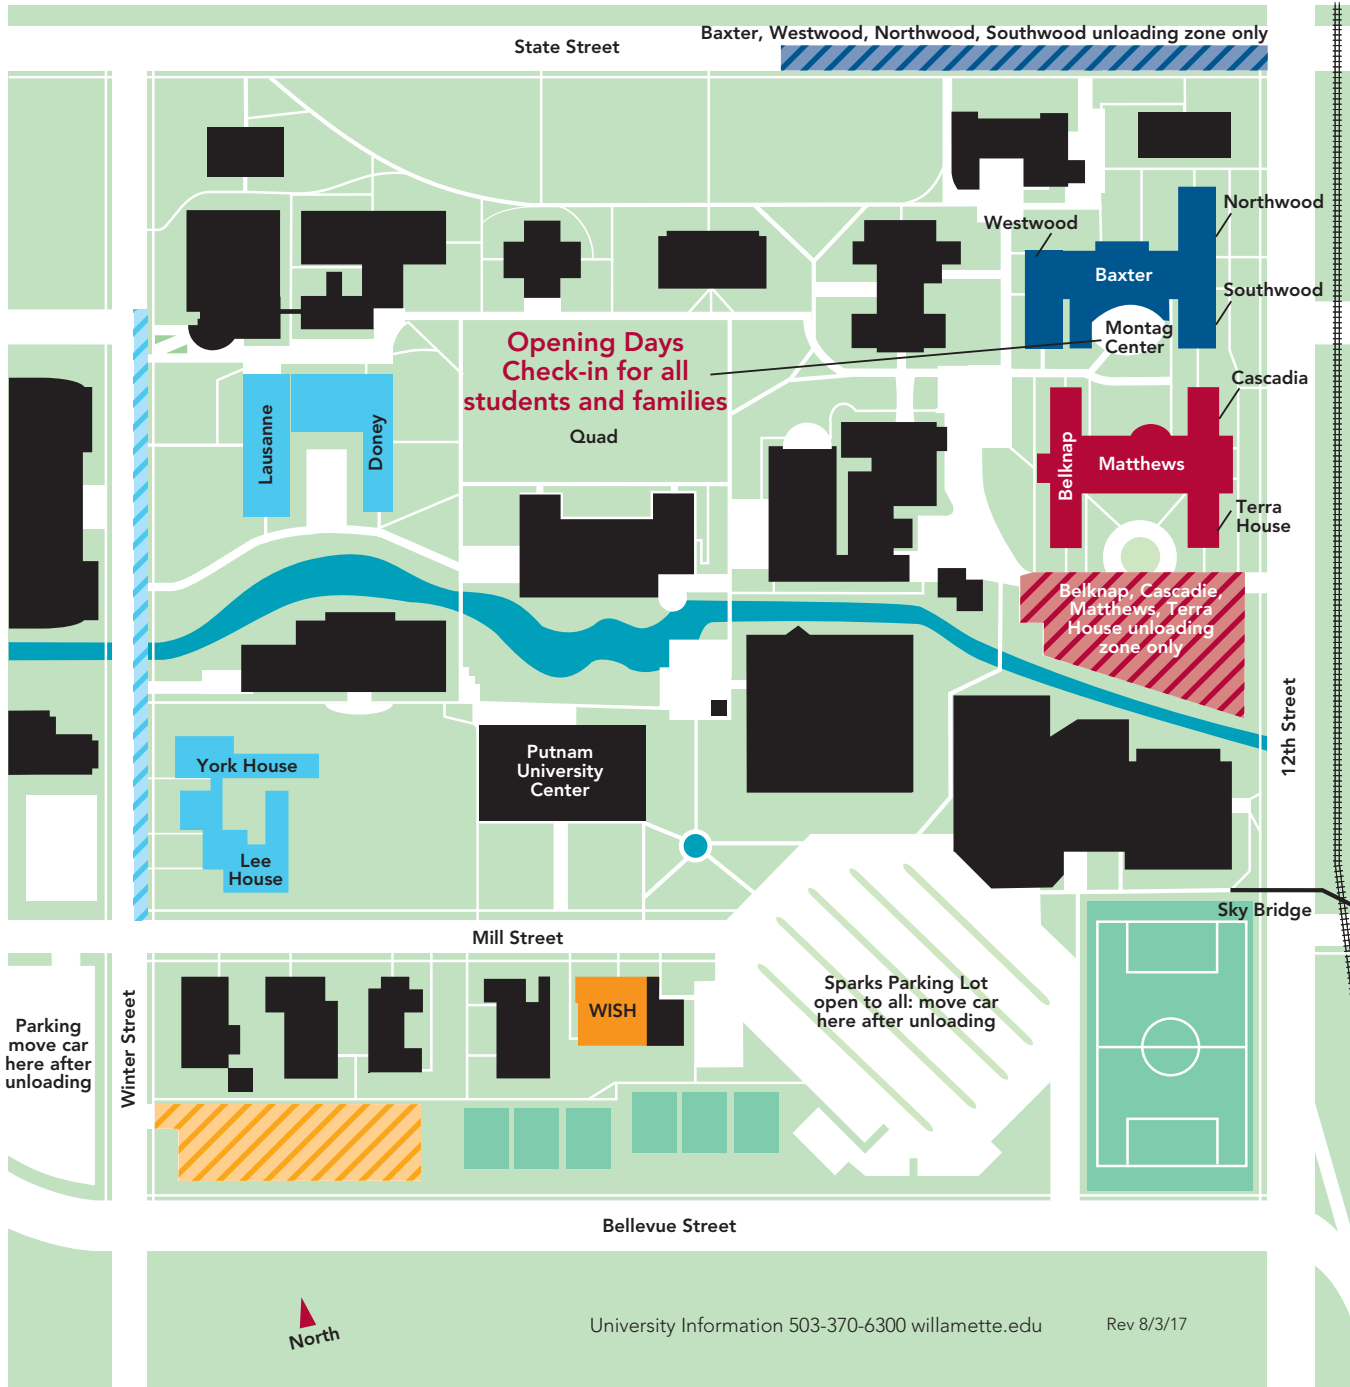 State Street
Baxter, Westwood, Northwood, Southwood unloading zone only
Northwood
Westwood
Baxter
Southwood
Montag
Center
Opening Days
Check-in for all
students and families
Quad
Cascadia
Lausanne
Doney
Belknap
Matthews
Terra
House
Belknap, Cascadie,
Matthews, Terra
House unloading
zone only
12th Street
York House
Putnam
University
Center
Lee
House
Sky Bridge
Mill Street
Sparks Parking Lot
open to all: move car
here after unloading
WISH
Parking
move car
here after
unloading
Winter Street
Bellevue Street
North
University Information 503-370-6300 willamette.edu
Rev 8/3/17